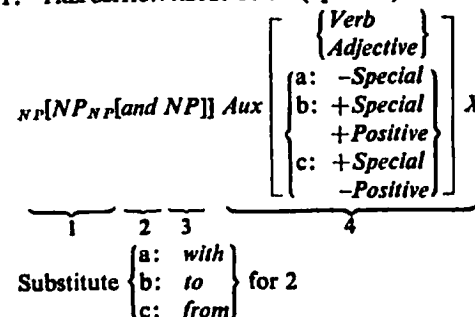 Verb
Adjective
a: –Special
b: +Special
+Positive
c: +Special
–Positive
NP[NP NP[and NP]] Aux X
1 2 3 4
Substitute a: with for 2
b: to
c: from